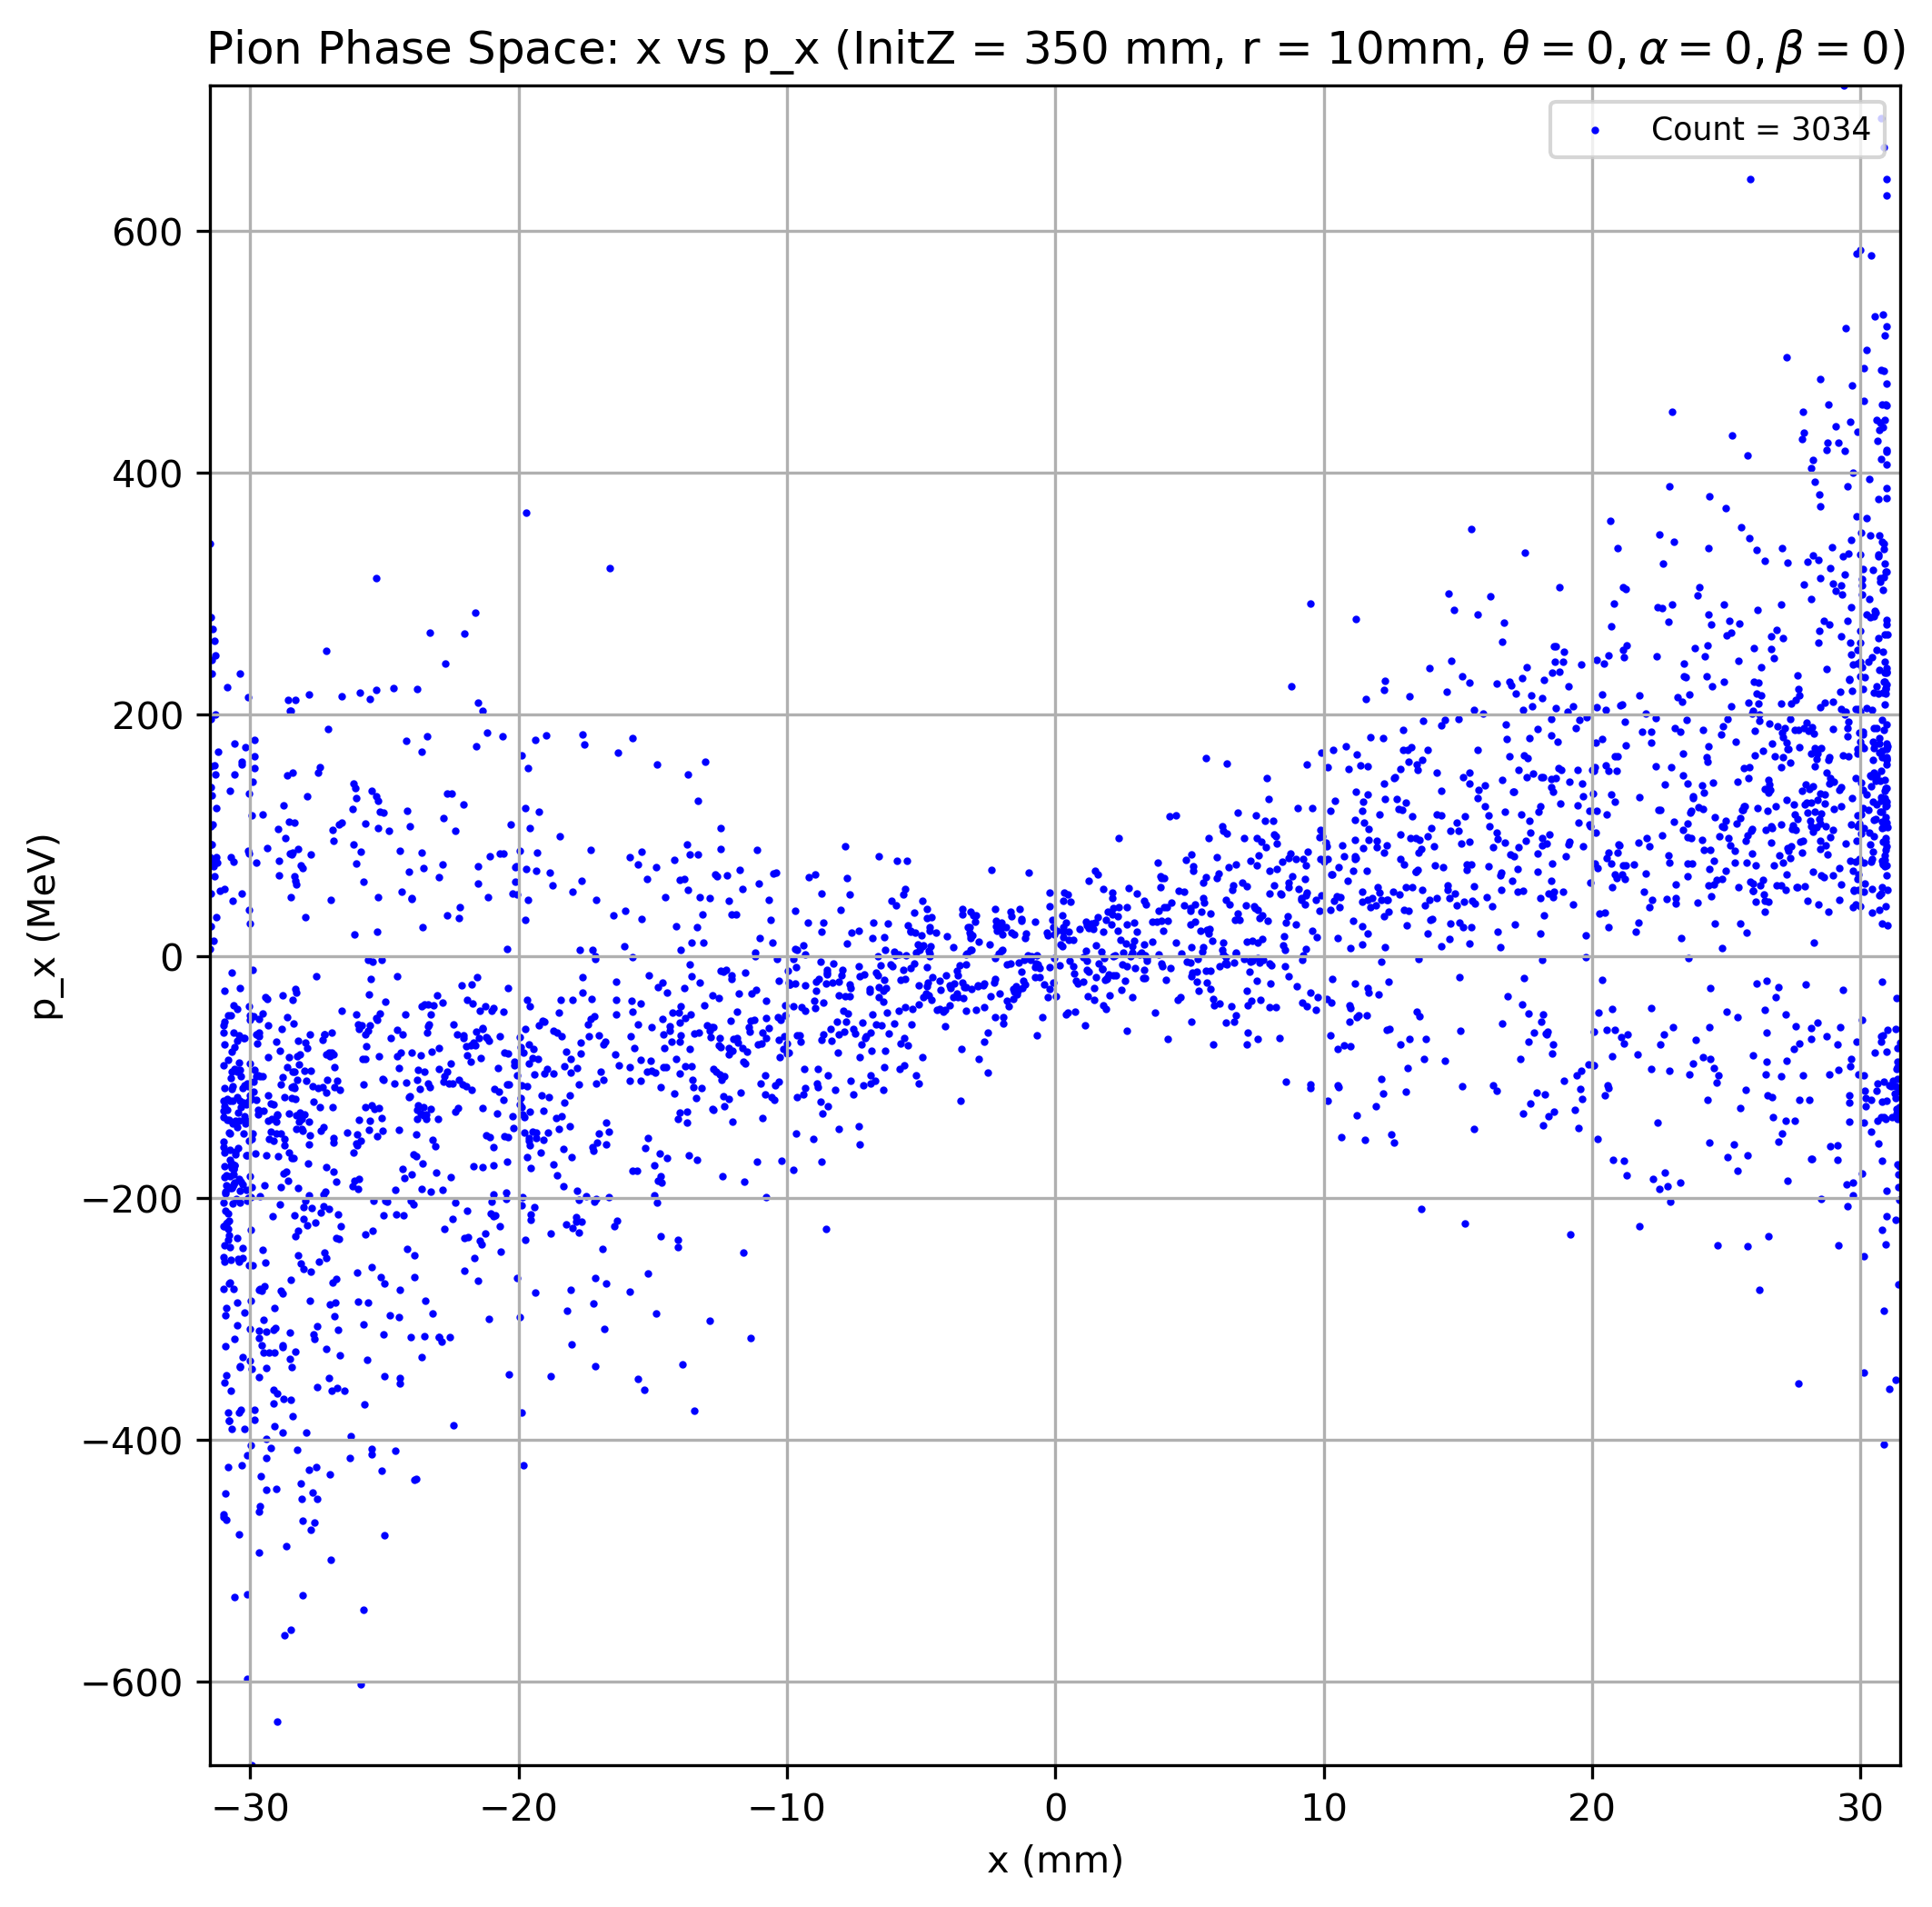 Pion Phase Space: x vs p_x (InitZ = 350 mm, r = 10mm, θ = 0, α = 0, β = 0)
Count = 3034
600
400
200
0
−200
−400
−600
p_x (MeV)
−30 −20 −10 0 10 20 30
x (mm)